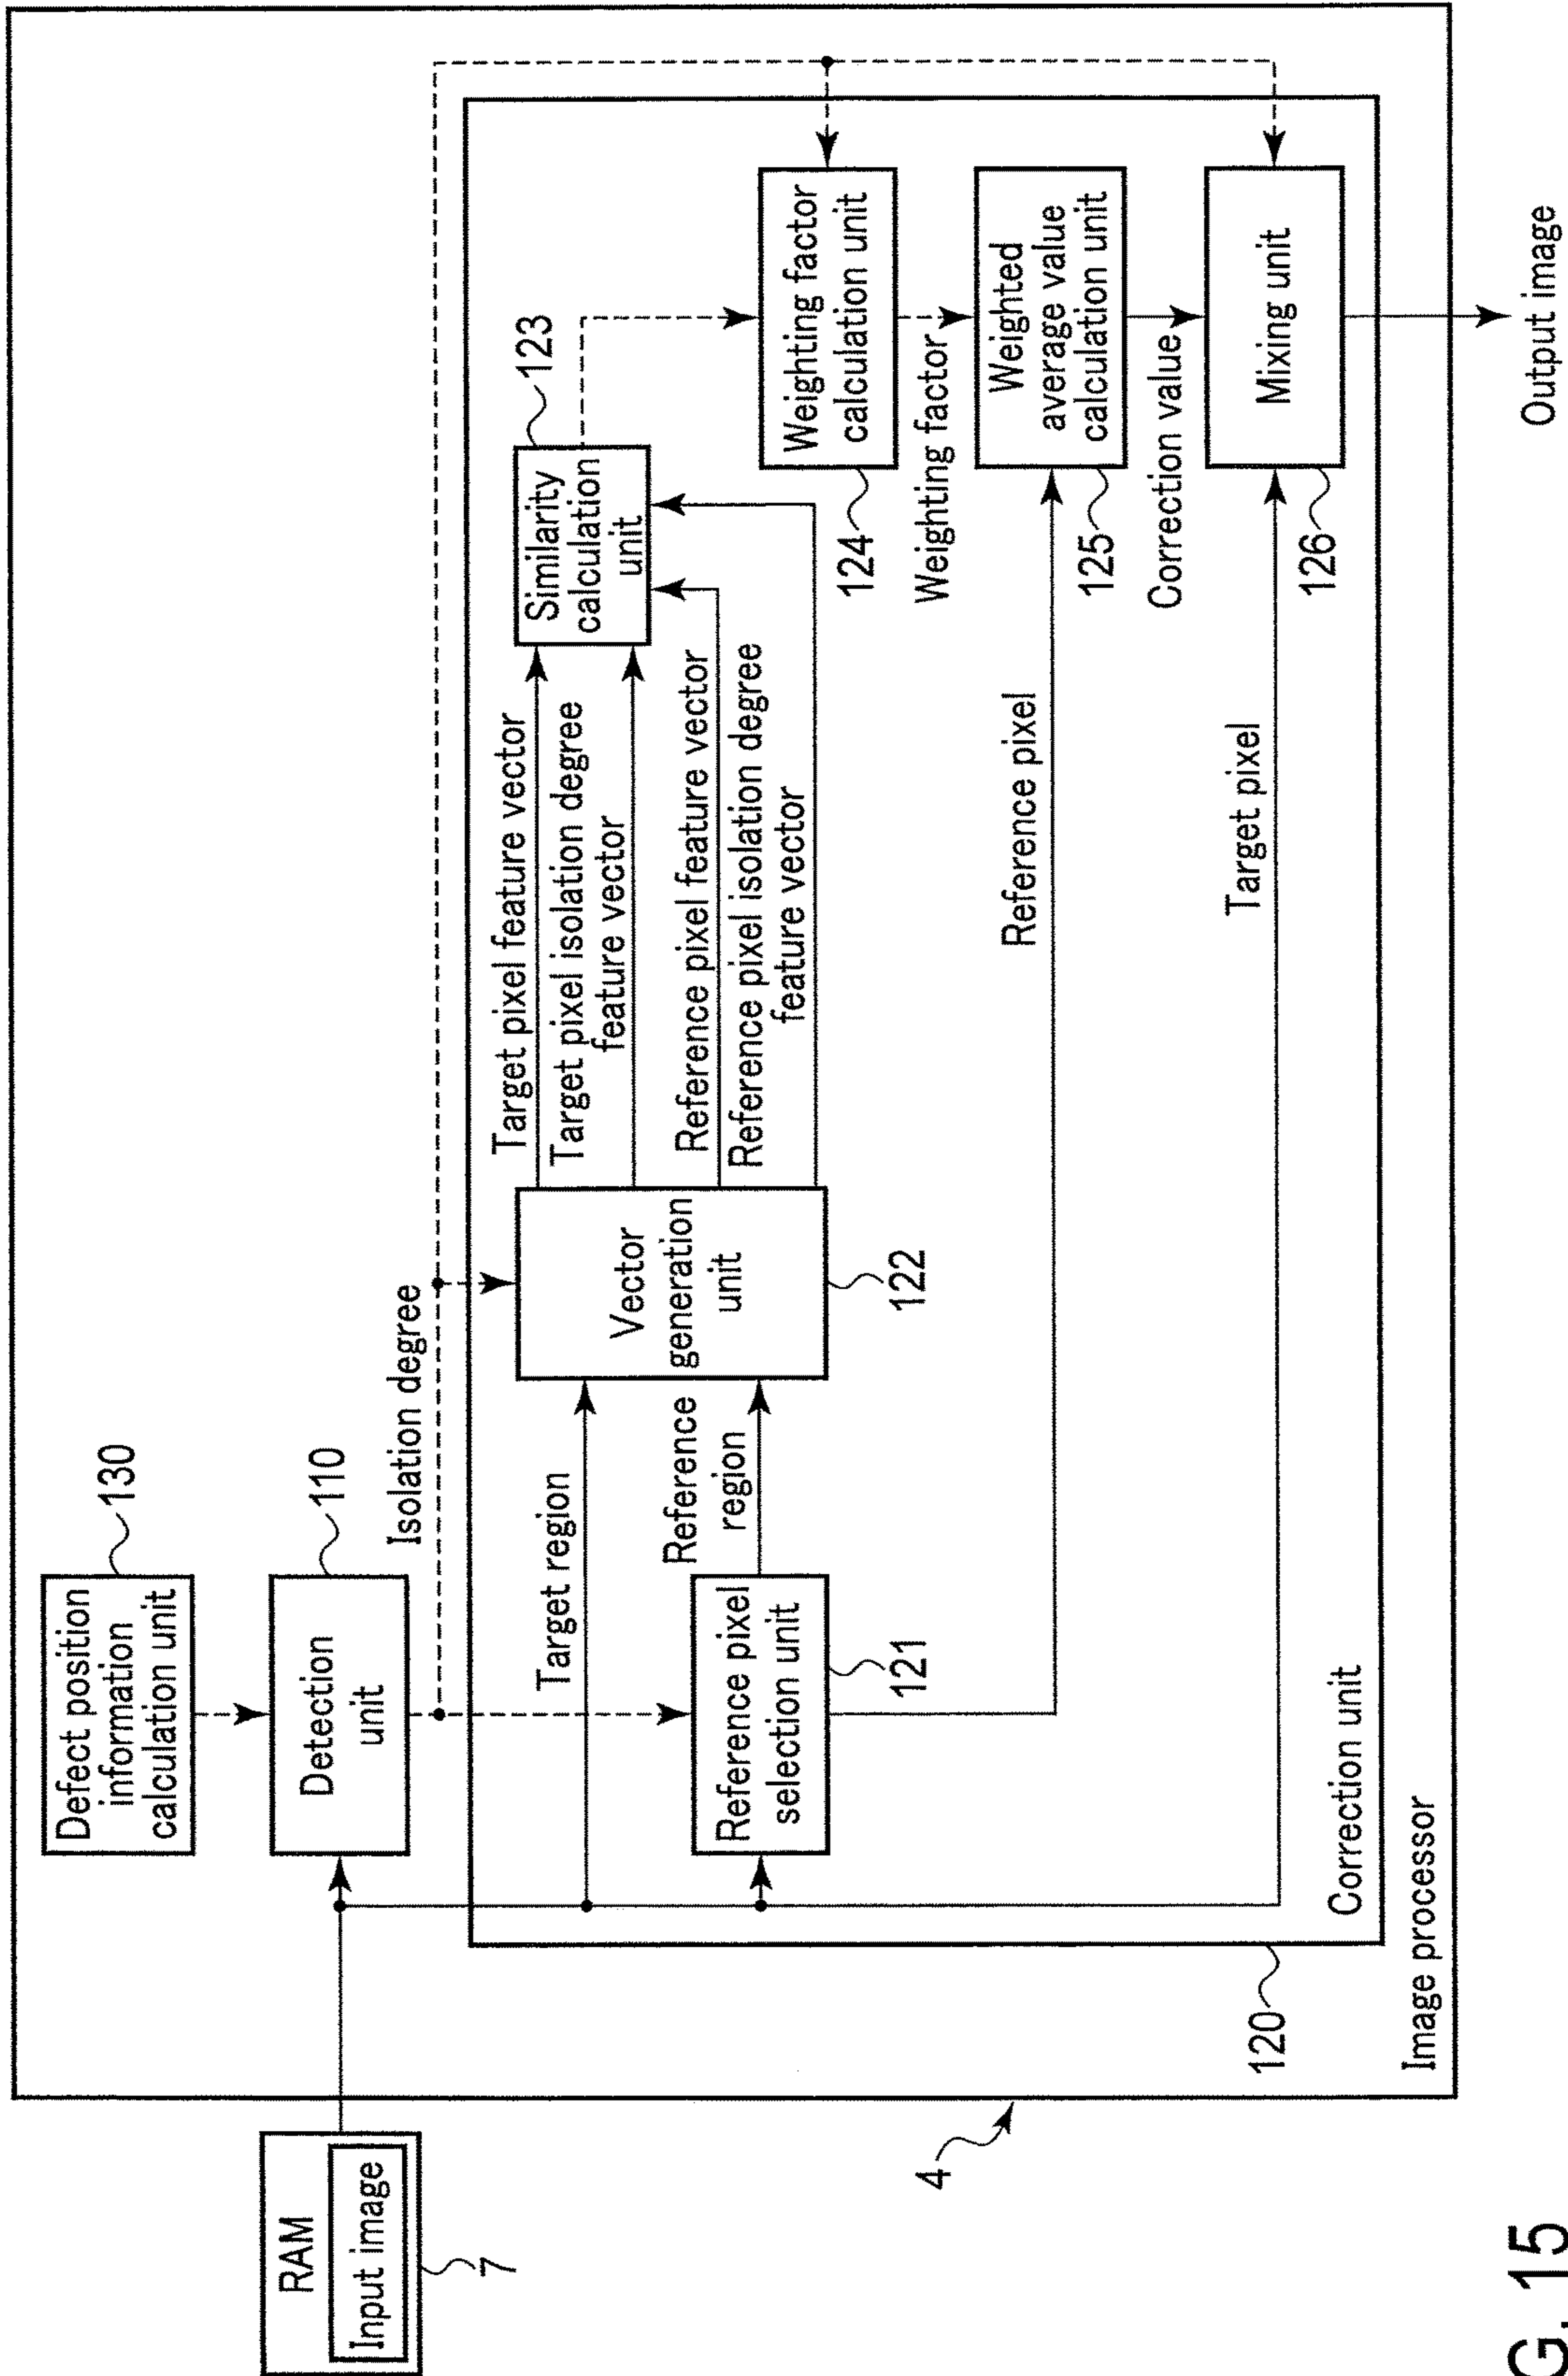 RAM
Input image
7
Defect position
information
calculation unit
130
Detection
unit
110
Isolation degree
Target region
Reference
region
Reference pixel
selection unit
121
Vector
generation
unit
122
Target pixel feature vector
Target pixel isolation degree
feature vector
Reference pixel feature vector
Reference pixel isolation degree
feature vector
Similarity
calculation
unit
123
Weighting factor
calculation unit
124
Weighting factor
Reference pixel
Weighted
average value
calculation unit
125
Correction value
Target pixel
Mixing unit
126
Correction unit
120
Image processor
4
Output image
G. 15